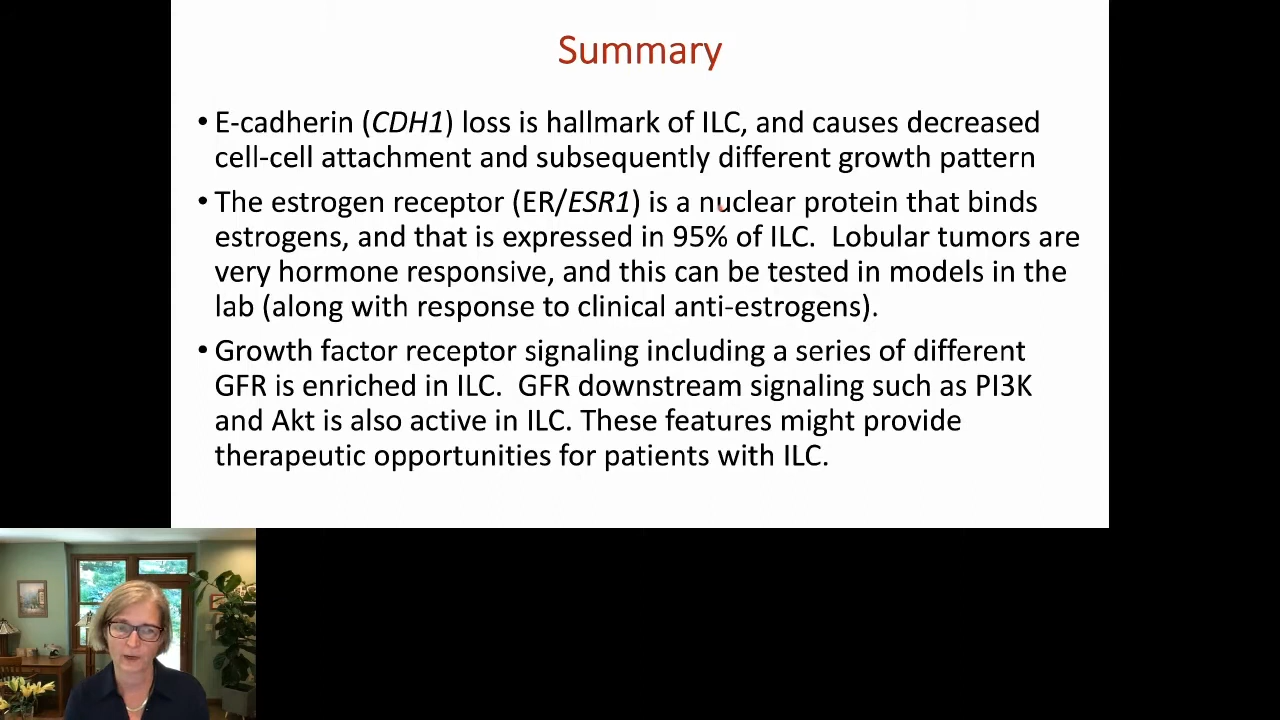 Summary
• E-cadherin (CDH1) loss is hallmark of ILC, and causes decreased
cell-cell attachment and subsequently different growth pattern
• The estrogen receptor (ER/ESR1) is a nuclear protein that binds
estrogens, and that is expressed in 95% of ILC.  Lobular tumors are
very hormone responsive, and this can be tested in models in the
lab (along with response to clinical anti-estrogens).
• Growth factor receptor signaling including a series of different
GFR is enriched in ILC.  GFR downstream signaling such as PI3K
and Akt is also active in ILC. These features might provide
therapeutic opportunities for patients with ILC.